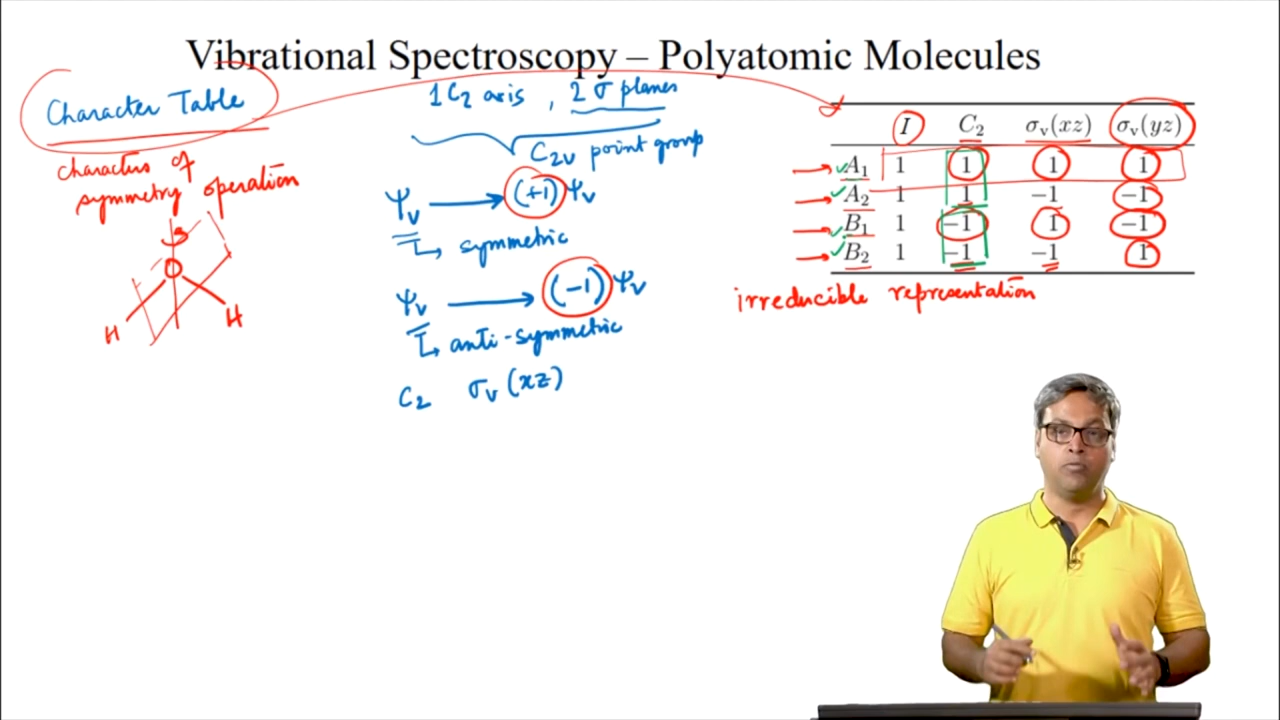 Vibrational Spectroscopy – Polyatomic Molecules
Character Table
characters of
symmetry operation
O
H H
1 C₂ axis , 2 σ planes
C₂ᵥ point group
Ψᵥ → (+1) Ψᵥ
symmetric
Ψᵥ → (-1) Ψᵥ
anti-symmetric
C₂ σᵥ (xz)
I C₂ σᵥ(xz) σᵥ(yz)
A₁ 1 1 1 1
A₂ 1 1 −1 −1
B₁ 1 −1 1 −1
B₂ 1 −1 −1 1
irreducible representation